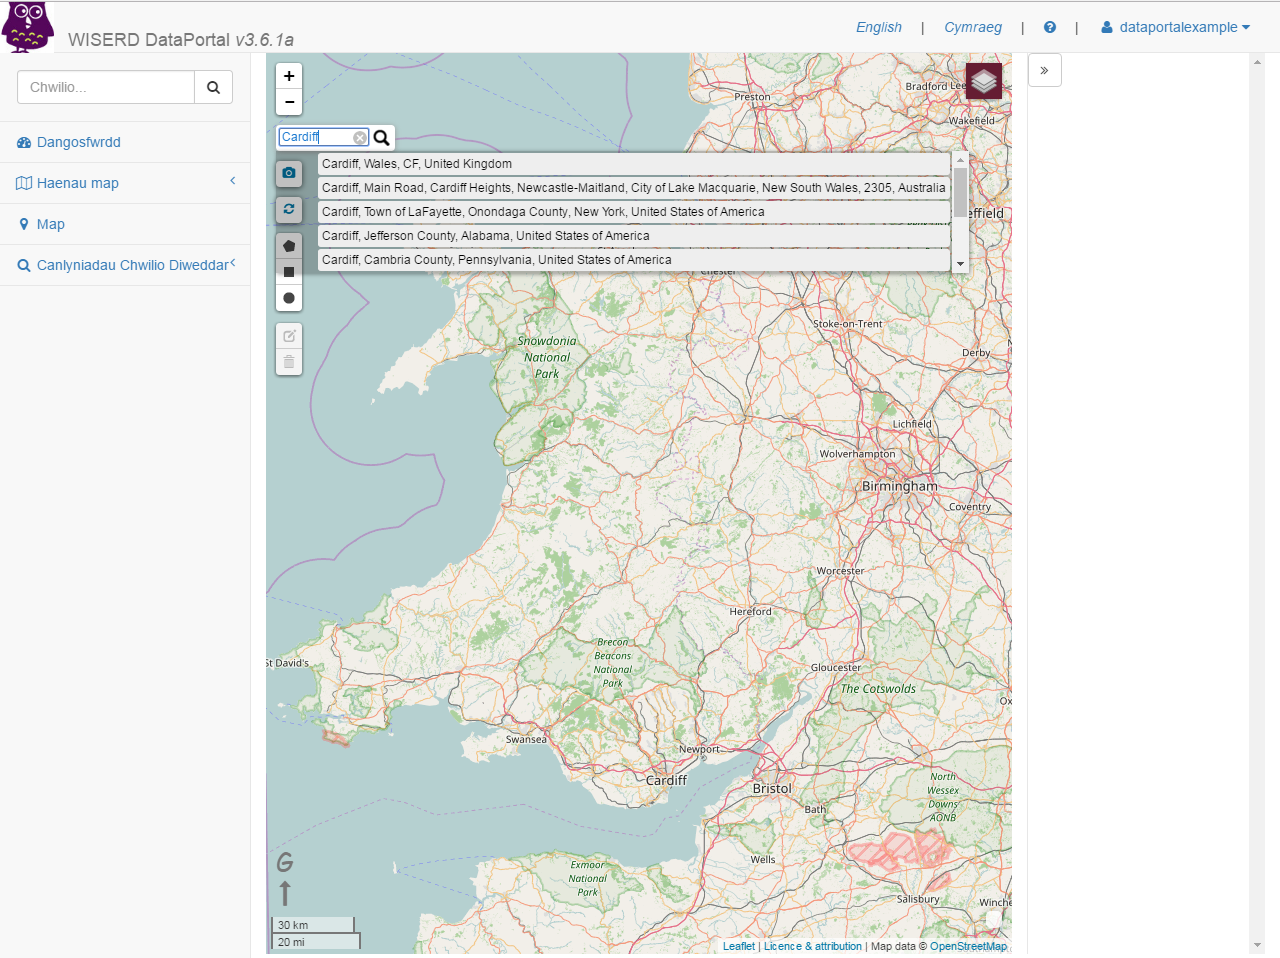 WISERD DataPortal v3.6.1a
English | Cymraeg | | dataportalexample
Chwilio...
Dangosfwrdd
Haenau map
Map
Canlyniadau Chwilio Diweddar
+
−
Cardiff
Cardiff, Wales, CF, United Kingdom
Cardiff, Main Road, Cardiff Heights, Newcastle-Maitland, City of Lake Macquarie, New South Wales, 2305, Australia
Cardiff, Town of LaFayette, Onondaga County, New York, United States of America
Cardiff, Jefferson County, Alabama, United States of America
Cardiff, Cambria County, Pennsylvania, United States of America
»
Preston
Bradford
Wakefield
Stoke-on-Trent
Snowdonia
National
Park
Derby
Lichfield
Wolverhampton
Birmingham
Coventry
Worcester
Hereford
Brecon
Beacons
National
Park
St David's
Gloucester
The Cotswolds
Swansea
Newport
Cardiff
Bristol
North
Wessex
Downs
AONB
Bath
Wells
Exmoor
National
Park
Salisbury
Winche
G
30 km
20 mi
Leaflet | Licence & attribution | Map data © OpenStreetMap